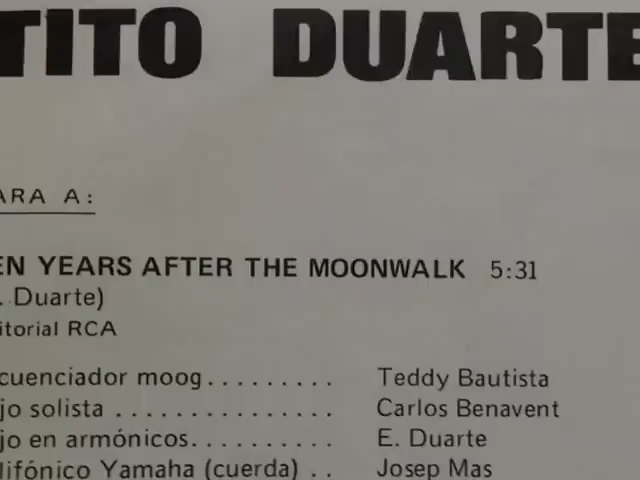 TITO DUARTE
ARA A:
EN YEARS AFTER THE MOONWALK 5:31
. Duarte)
itorial RCA
cuenciador moog......... Teddy Bautista
jo solista ............... Carlos Benavent
jo en armónicos.......... E. Duarte
lifónico Yamaha (cuerda) .. Josep Mas